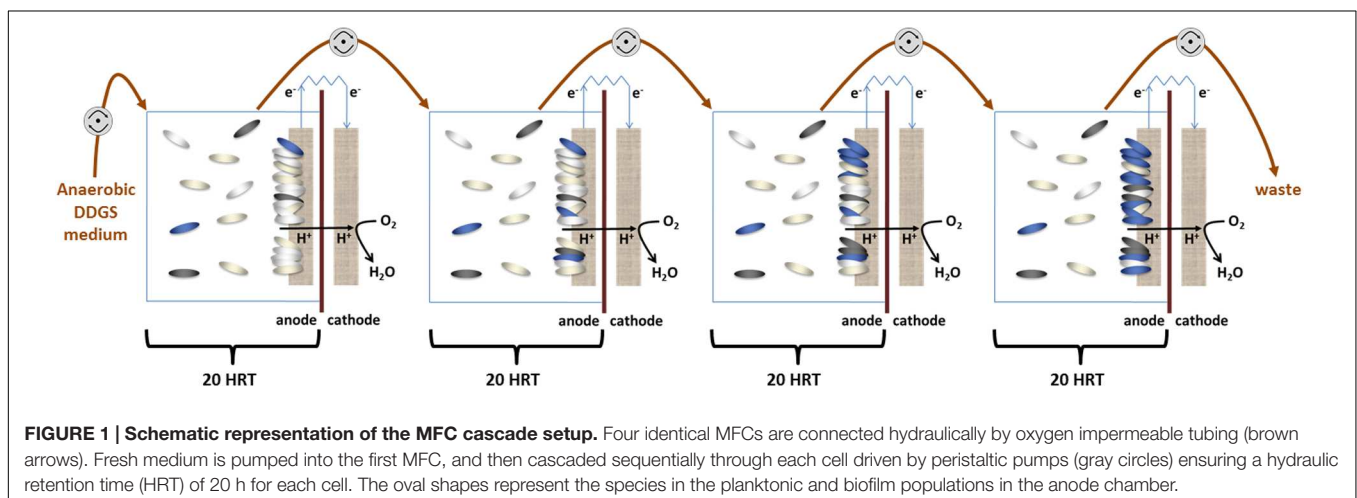 e⁻ e⁻ e⁻ e⁻ e⁻ e⁻ e⁻ e⁻
Anaerobic
DDGS
medium
waste
H⁺ H⁺ O₂ H⁺ H⁺ O₂ H⁺ H⁺ O₂ H⁺ H⁺ O₂
H₂O H₂O H₂O H₂O
anode cathode anode cathode anode cathode anode cathode
20 HRT 20 HRT 20 HRT 20 HRT
FIGURE 1 | Schematic representation of the MFC cascade setup. Four identical MFCs are connected hydraulically by oxygen impermeable tubing (brown
arrows). Fresh medium is pumped into the first MFC, and then cascaded sequentially through each cell driven by peristaltic pumps (gray circles) ensuring a hydraulic
retention time (HRT) of 20 h for each cell. The oval shapes represent the species in the planktonic and biofilm populations in the anode chamber.